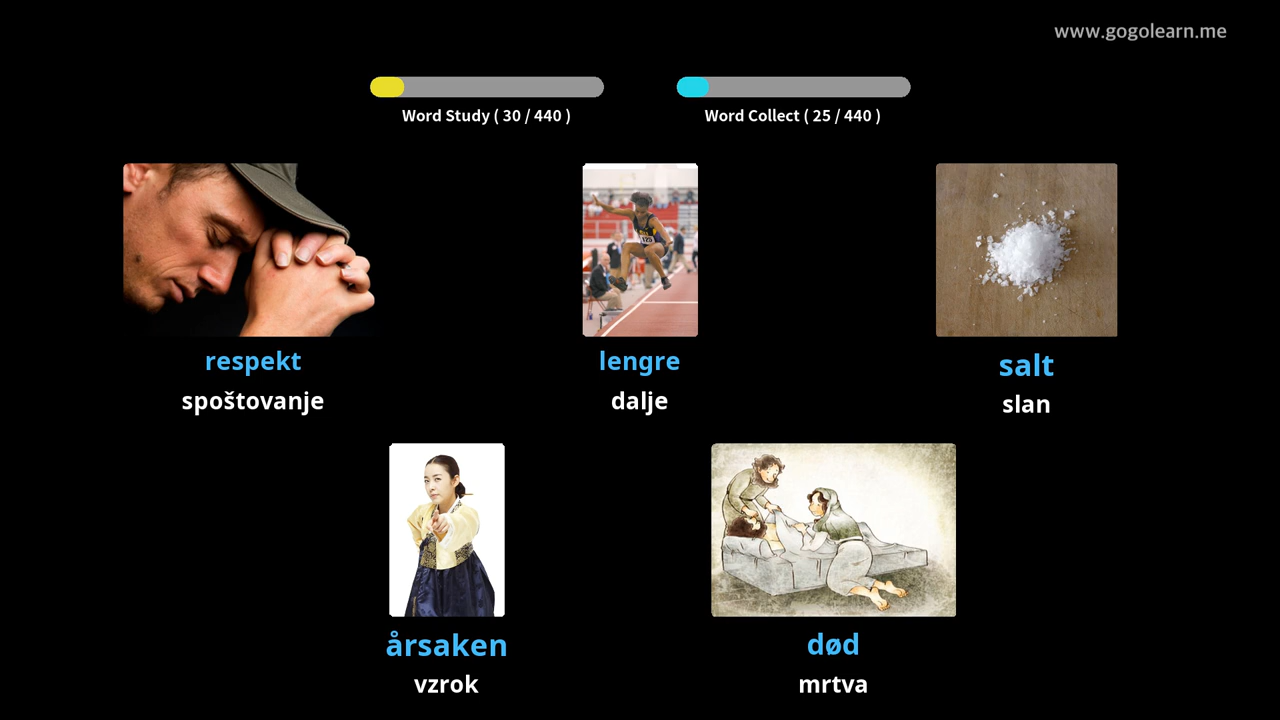 www.gogolearn.me
Word Study ( 30 / 440 )
Word Collect ( 25 / 440 )
respekt
spoštovanje
lengre
dalje
salt
slan
årsaken
vzrok
død
mrtva